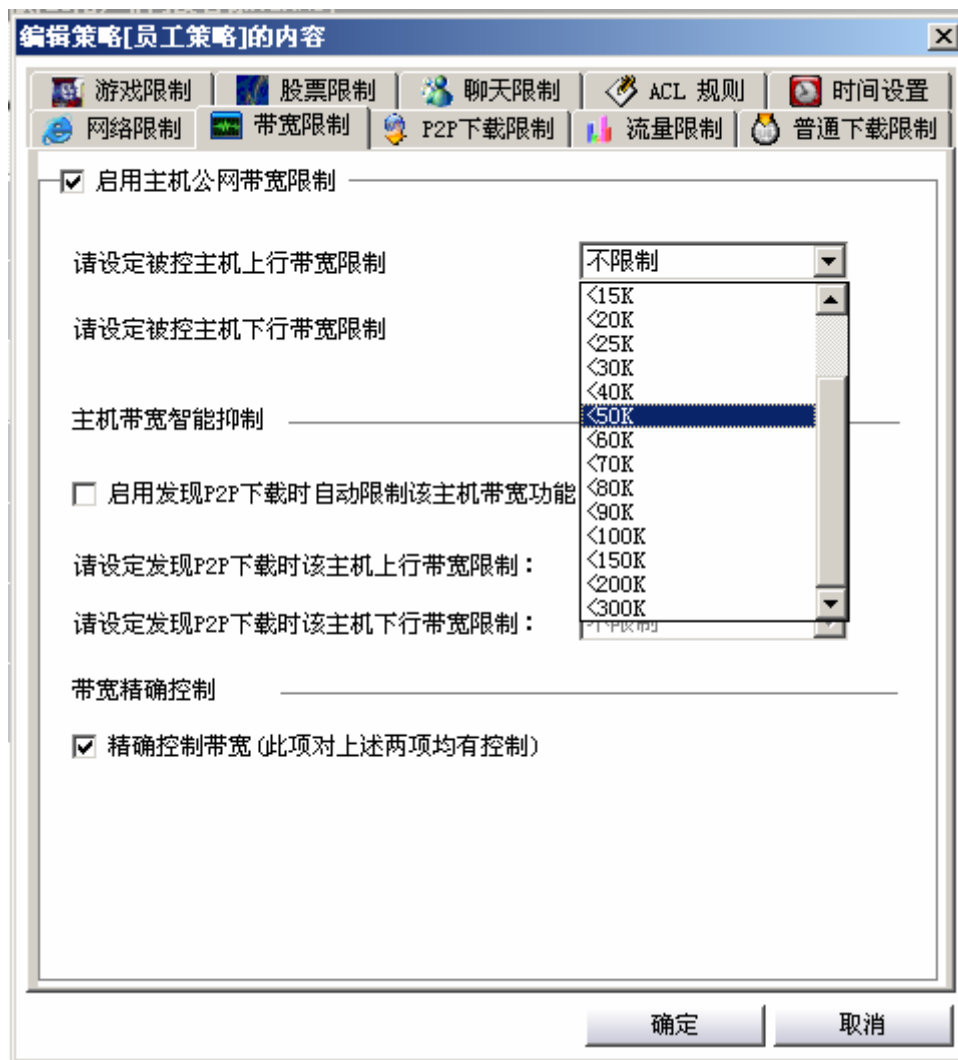 编辑策略[员工策略]的内容
游戏限制 股票限制 聊天限制 ACL 规则 时间设置
网络限制 带宽限制 P2P下载限制 流量限制 普通下载限制
启用主机公网带宽限制
请设定被控主机上行带宽限制 不限制
<15K
<20K
请设定被控主机下行带宽限制
<25K
<30K
<40K
主机带宽智能抑制
<50K
<60K
<70K
启用发现P2P下载时自动限制该主机带宽功能
<80K
<90K
<100K
请设定发现P2P下载时该主机上行带宽限制：
<150K
<200K
<300K
请设定发现P2P下载时该主机下行带宽限制： 不限制
带宽精确控制
精确控制带宽(此项对上述两项均有控制)
确定 取消